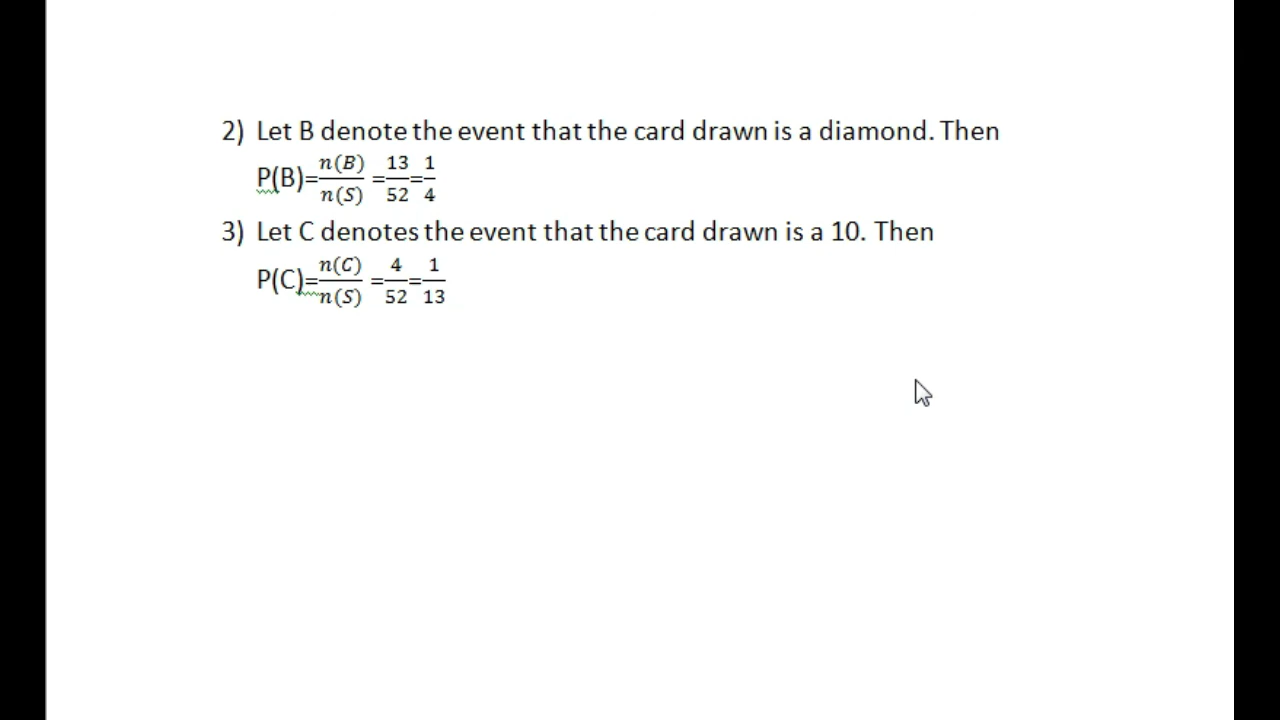 2) Let B denote the event that the card drawn is a diamond. Then
P(B)=n(B)/n(S) =13/52=1/4
3) Let C denotes the event that the card drawn is a 10. Then
P(C)=n(C)/n(S) =4/52=1/13